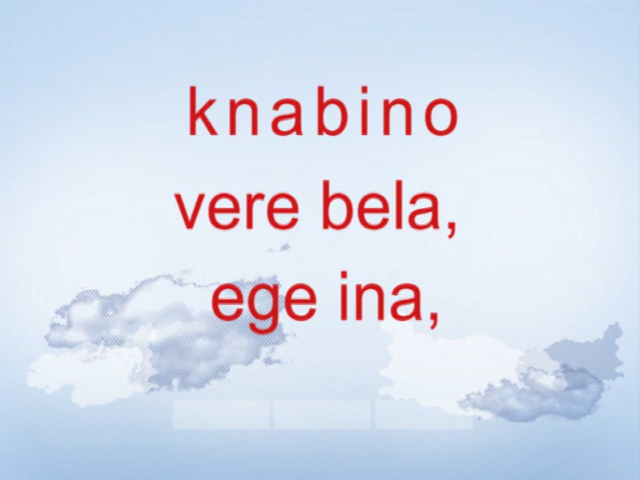 knabino
vere bela,
ege ina,